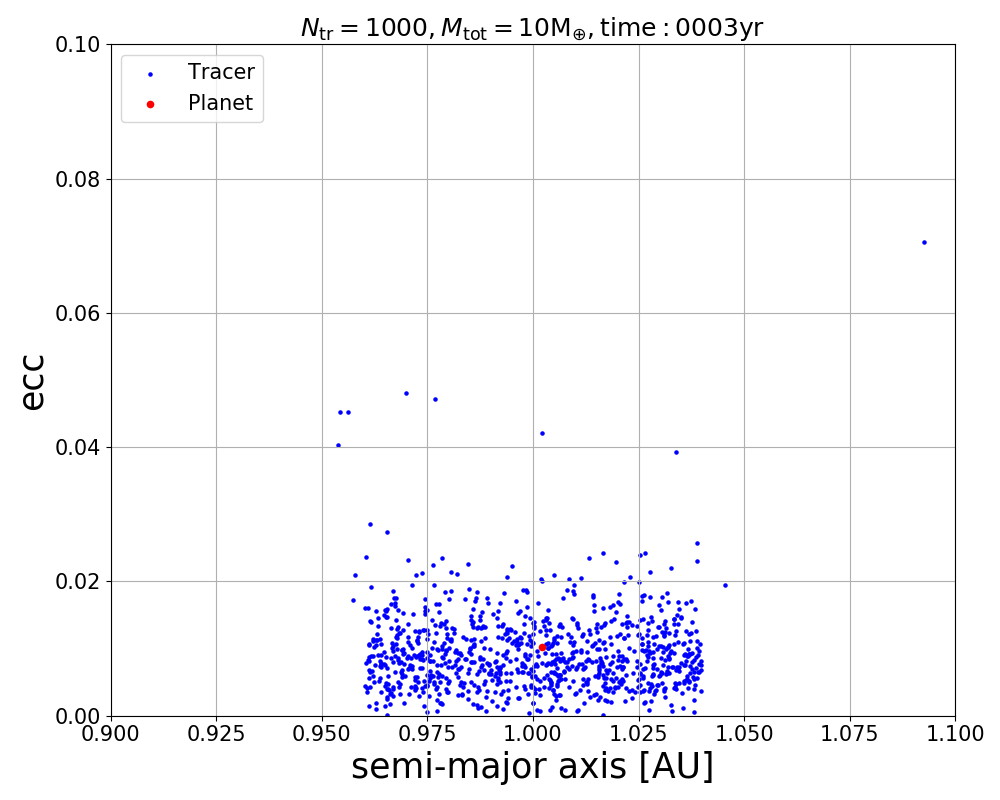 N_tr = 1000, M_tot = 10M_⊕, time : 0003yr
Tracer
Planet
0.10
0.08
0.06
0.04
0.02
0.00
ecc
0.900 0.925 0.950 0.975 1.000 1.025 1.050 1.075 1.100
semi-major axis [AU]